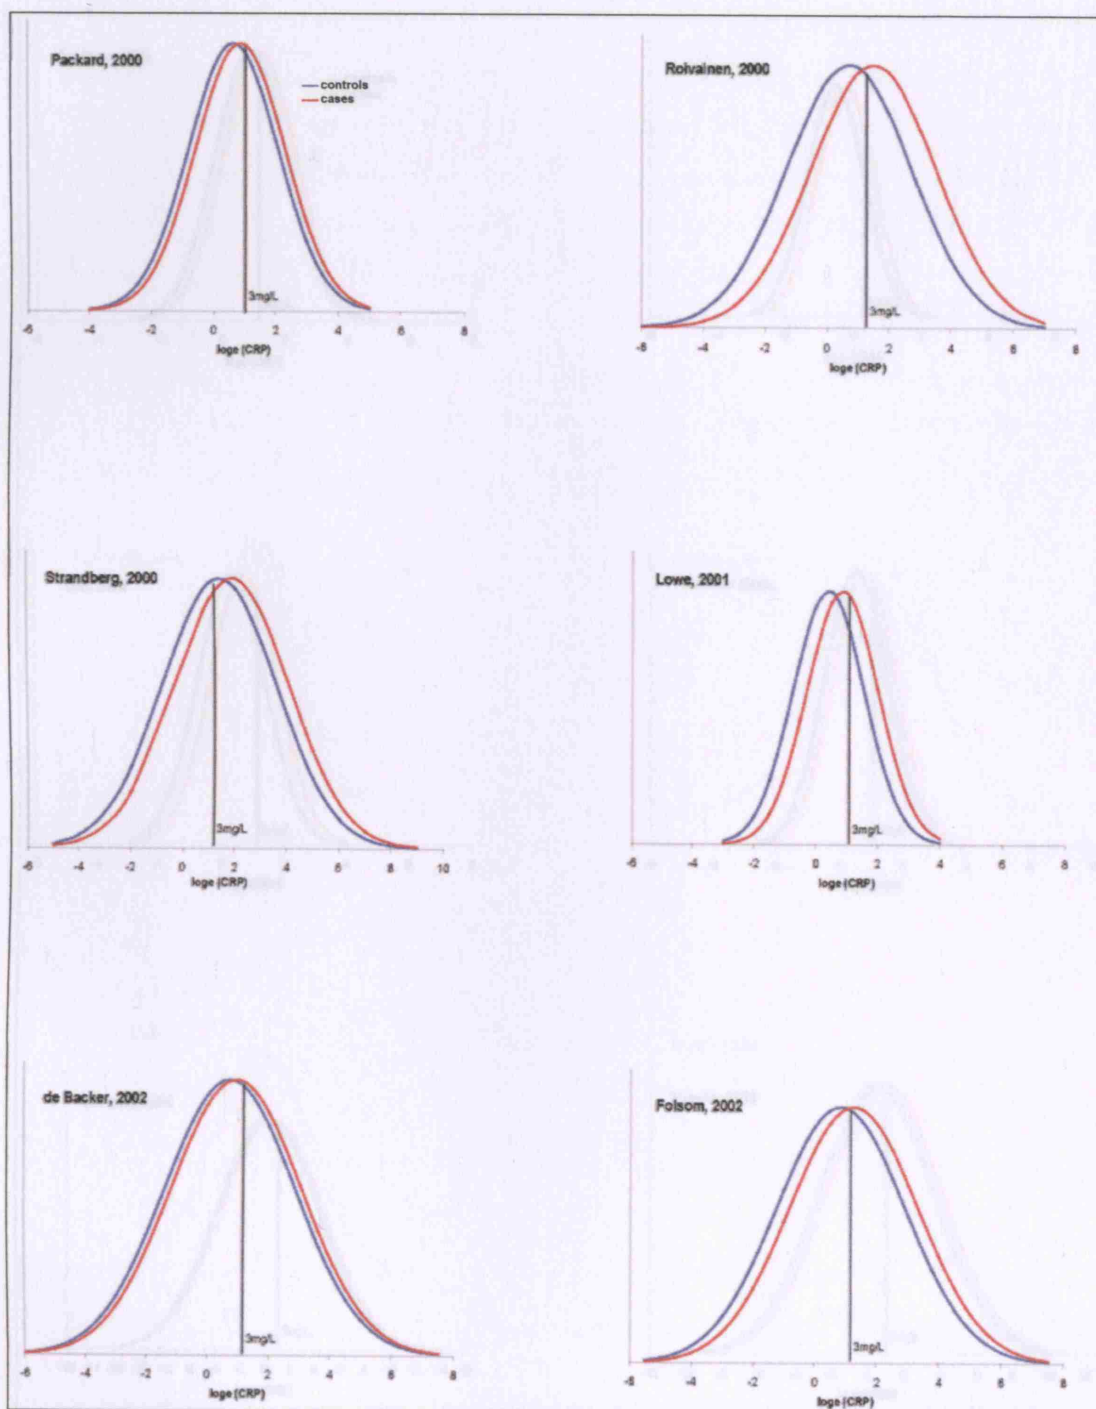 Packard, 2000
controls
cases
3mg/L
-6 -4 -2 0 2 4 6 8
loge (CRP)
Roivainen, 2000
3mg/L
-6 -4 -2 0 2 4 6 8
loge (CRP)
Strandberg, 2000
3mg/L
-6 -4 -2 0 2 4 6 8 10
loge (CRP)
Lowe, 2001
3mg/L
-6 -4 -2 0 2 4 6 8
loge (CRP)
de Backer, 2002
3mg/L
-6 -4 -2 0 2 4 6 8
loge (CRP)
Folsom, 2002
3mg/L
-6 -4 -2 0 2 4 6 8
loge (CRP)